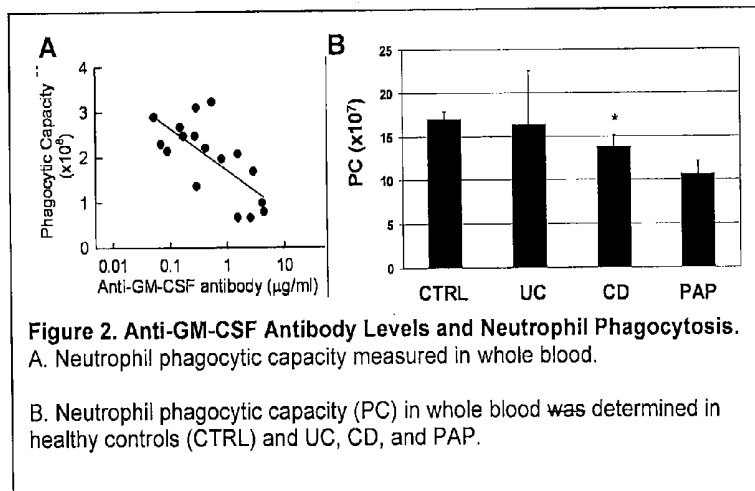 A
B
Phagocytic Capacity
(x10⁸)
4
3
2
1
0
0.01 0.1 1 10
Anti-GM-CSF antibody (µg/ml)
PC (x10⁷)
25
20
15
10
5
0
*
CTRL UC CD PAP
Figure 2. Anti-GM-CSF Antibody Levels and Neutrophil Phagocytosis.
A. Neutrophil phagocytic capacity measured in whole blood.
B. Neutrophil phagocytic capacity (PC) in whole blood was determined in
healthy controls (CTRL) and UC, CD, and PAP.